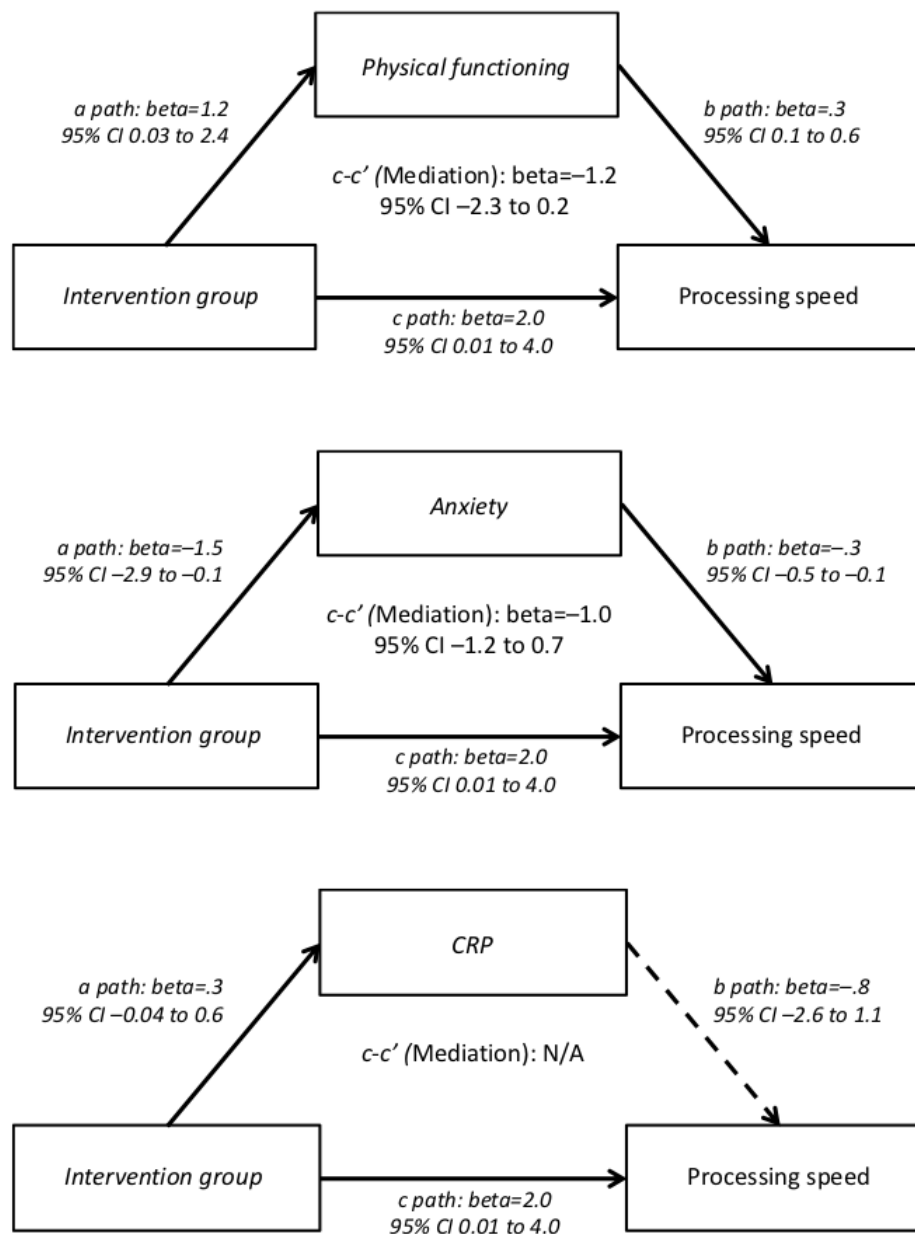 Physical functioning
a path: beta=1.2
95% CI 0.03 to 2.4
b path: beta=.3
95% CI 0.1 to 0.6
c-c’ (Mediation): beta=–1.2
95% CI –2.3 to 0.2
Intervention group
Processing speed
c path: beta=2.0
95% CI 0.01 to 4.0
Anxiety
a path: beta=–1.5
95% CI –2.9 to –0.1
b path: beta=–.3
95% CI –0.5 to –0.1
c-c’ (Mediation): beta=–1.0
95% CI –1.2 to 0.7
Intervention group
Processing speed
c path: beta=2.0
95% CI 0.01 to 4.0
CRP
a path: beta=.3
95% CI –0.04 to 0.6
b path: beta=–.8
95% CI –2.6 to 1.1
c-c’ (Mediation): N/A
Intervention group
Processing speed
c path: beta=2.0
95% CI 0.01 to 4.0